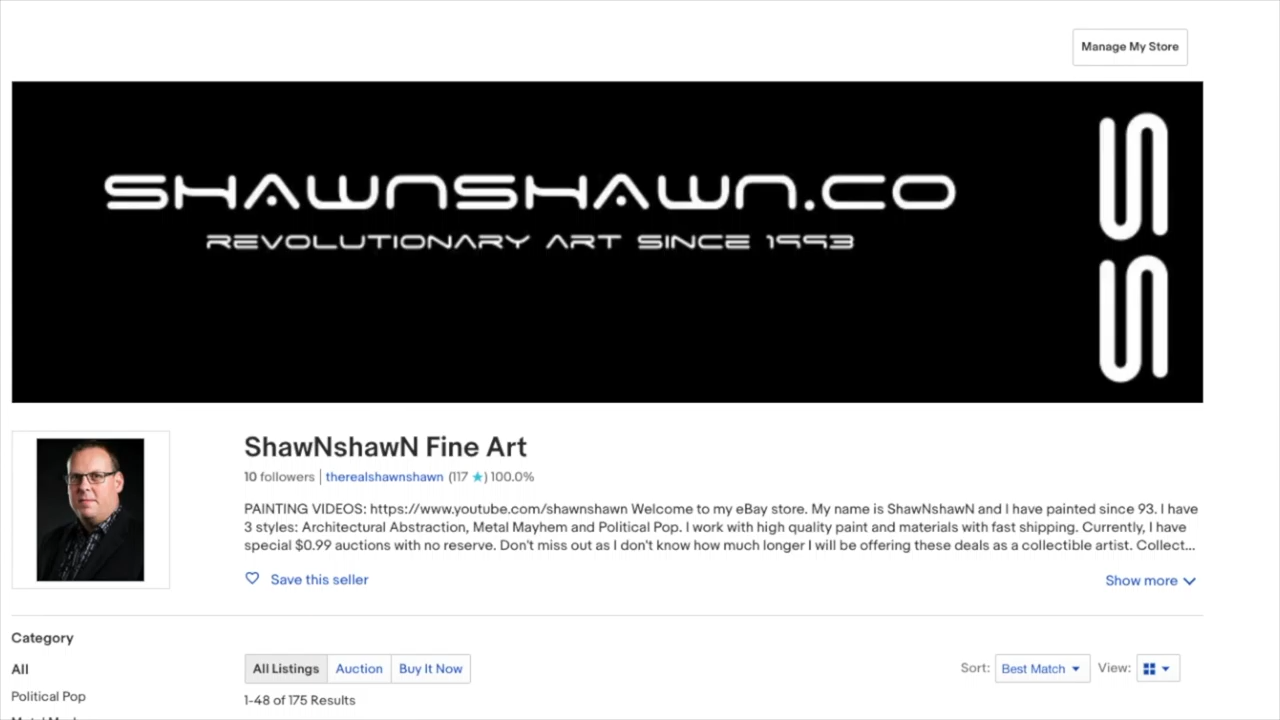 Manage My Store
SHAWNSHAWN.CO
REVOLUTIONARY ART SINCE 1993
SS
ShawNshawN Fine Art
10 followers | therealshawnshawn (117 ★) 100.0%
PAINTING VIDEOS: https://www.youtube.com/shawnshawn Welcome to my eBay store. My name is ShawNshawN and I have painted since 93. I have
3 styles: Architectural Abstraction, Metal Mayhem and Political Pop. I work with high quality paint and materials with fast shipping. Currently, I have
special $0.99 auctions with no reserve. Don't miss out as I don't know how much longer I will be offering these deals as a collectible artist. Collect...
Save this seller
Show more
Category
All
All Listings Auction Buy It Now
Sort: Best Match View:
Political Pop
1-48 of 175 Results